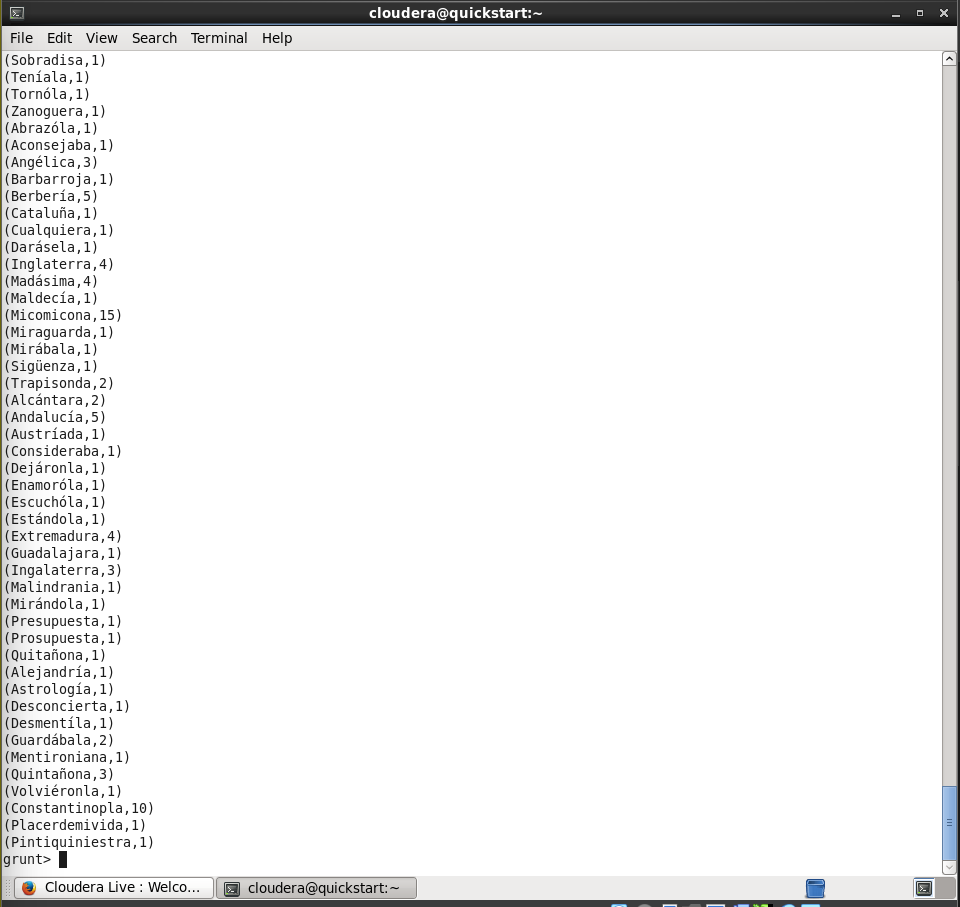 cloudera@quickstart:~
File Edit View Search Terminal Help
(Sobradisa,1)
(Teníala,1)
(Tornóla,1)
(Zanoguera,1)
(Abrazóla,1)
(Aconsejaba,1)
(Angélica,3)
(Barbarroja,1)
(Berbería,5)
(Cataluña,1)
(Cualquiera,1)
(Darásela,1)
(Inglaterra,4)
(Madásima,4)
(Maldecía,1)
(Micomicona,15)
(Miraguarda,1)
(Mirábala,1)
(Sigüenza,1)
(Trapisonda,2)
(Alcántara,2)
(Andalucía,5)
(Austríada,1)
(Consideraba,1)
(Dejáronla,1)
(Enamoróla,1)
(Escuchóla,1)
(Estándola,1)
(Extremadura,4)
(Guadalajara,1)
(Ingalaterra,3)
(Malindrania,1)
(Mirándola,1)
(Presupuesta,1)
(Prosupuesta,1)
(Quitañona,1)
(Alejandría,1)
(Astrología,1)
(Desconcierta,1)
(Desmentíla,1)
(Guardábala,2)
(Mentironiana,1)
(Quintañona,3)
(Volviéronla,1)
(Constantinopla,10)
(Placerdemivida,1)
(Pintiquiniestra,1)
grunt>
Cloudera Live : Welco... cloudera@quickstart:~